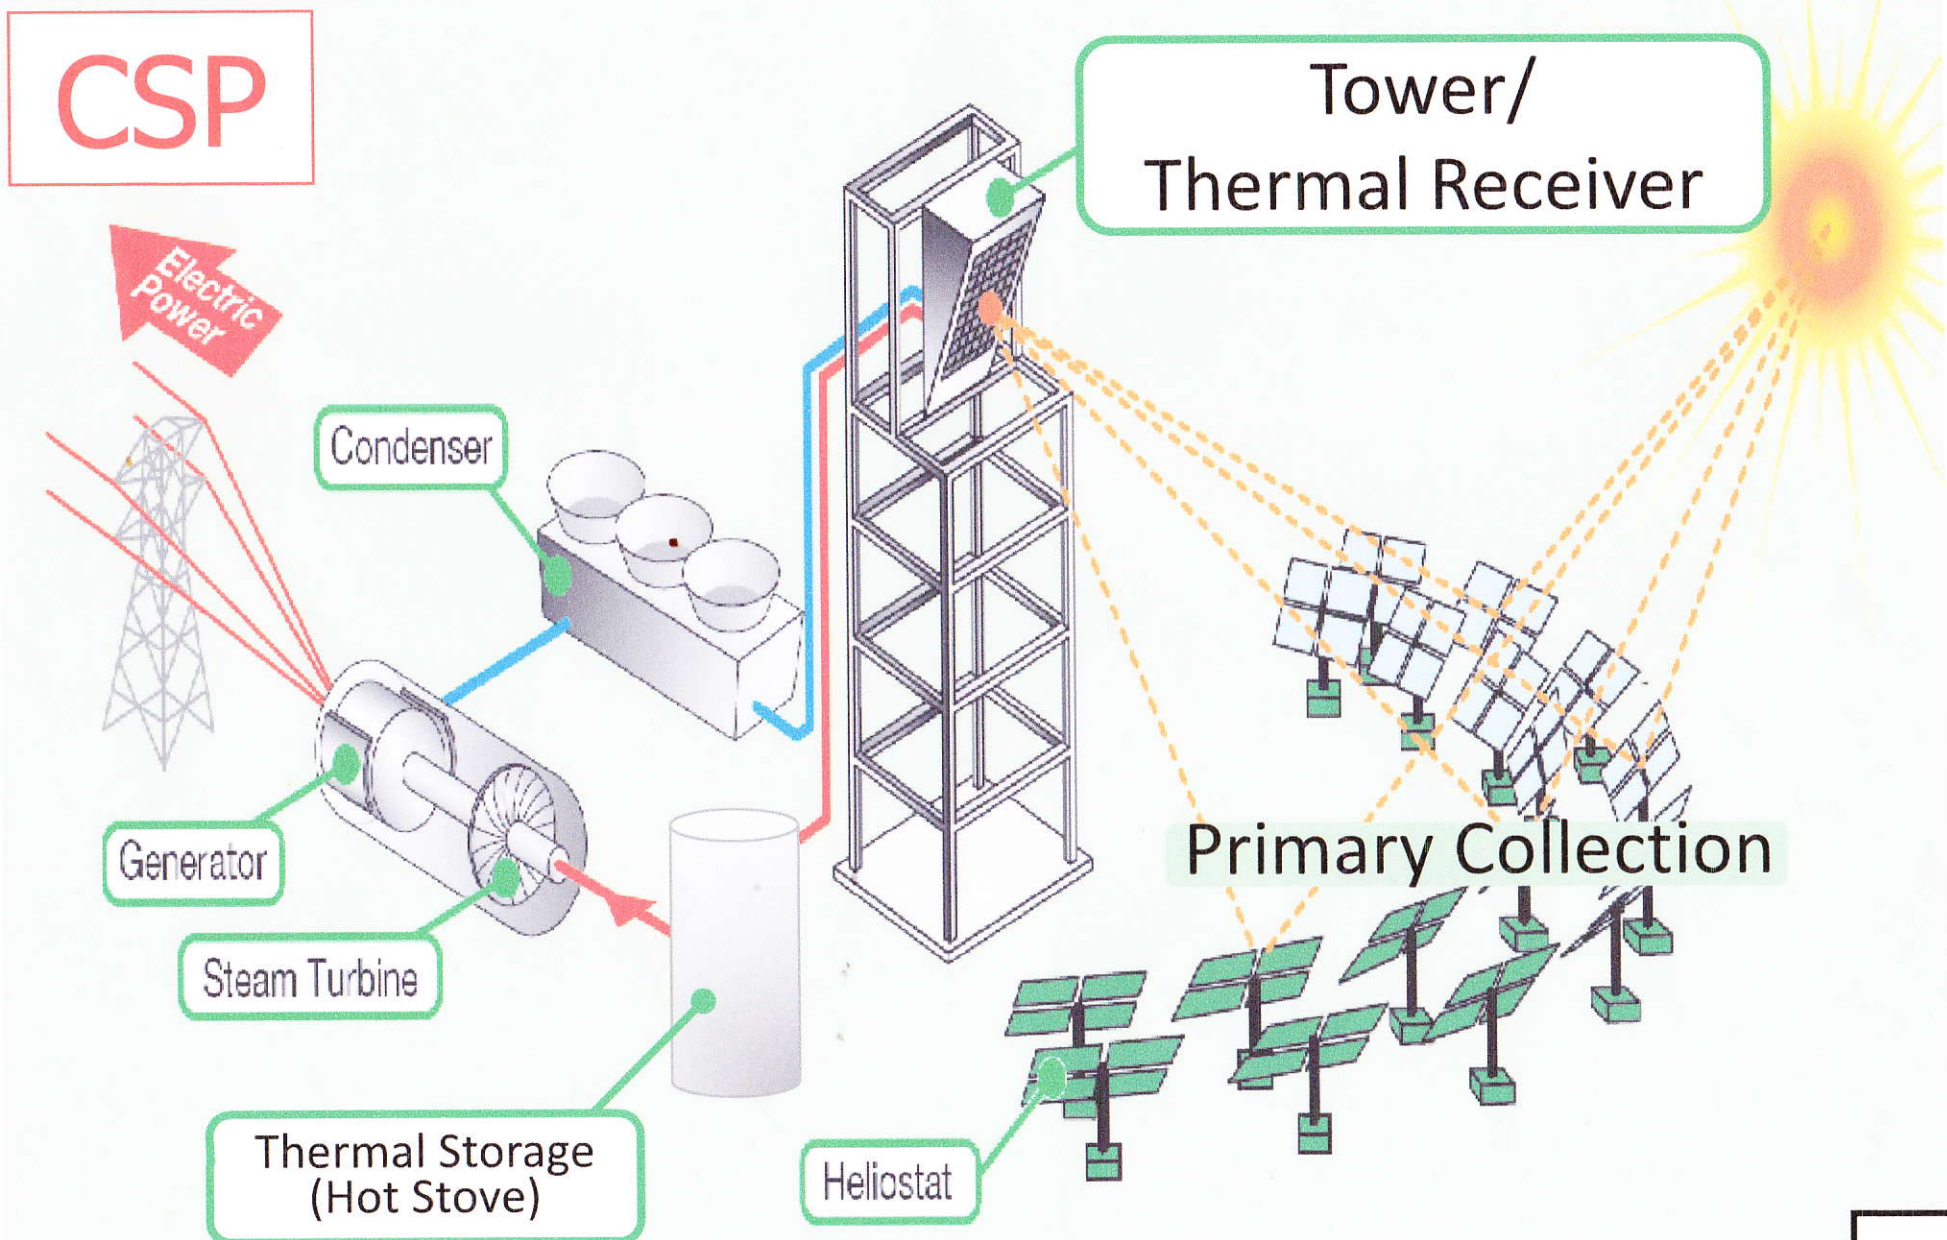 CSP
Tower/
Thermal Receiver
Electric
Power
Condenser
Generator
Steam Turbine
Primary Collection
Thermal Storage
(Hot Stove)
Heliostat